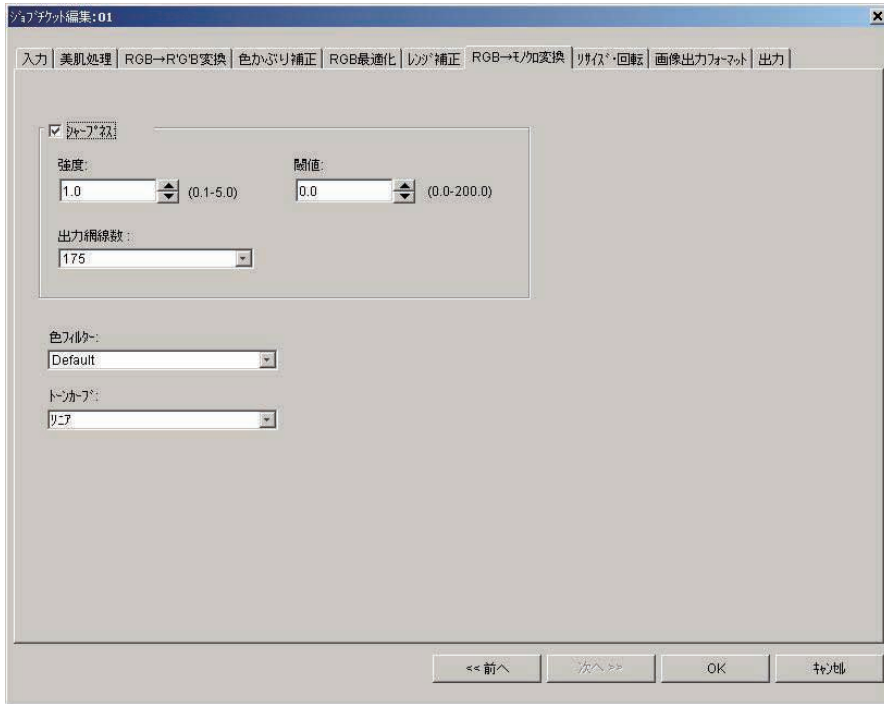 ｼﾞｮﾌﾞﾁｹｯﾄ編集:01
入力 美肌処理 RGB→R'G'B'変換 色かぶり補正 RGB最適化 ﾚﾝｼﾞ補正 RGB→ﾓﾉｸﾛ変換 ﾘｻｲｽﾞ・回転 画像出力ﾌｫｰﾏｯﾄ 出力
ｼｬｰﾌﾟﾈｽ
強度: 閾値:
1.0 (0.1-5.0) 0.0 (0.0-200.0)
出力網線数:
175
色ﾌｨﾙﾀｰ:
Default
ﾄｰﾝｶｰﾌﾞ:
ﾘﾆｱ
<< 前へ 次へ >> OK ｷｬﾝｾﾙ